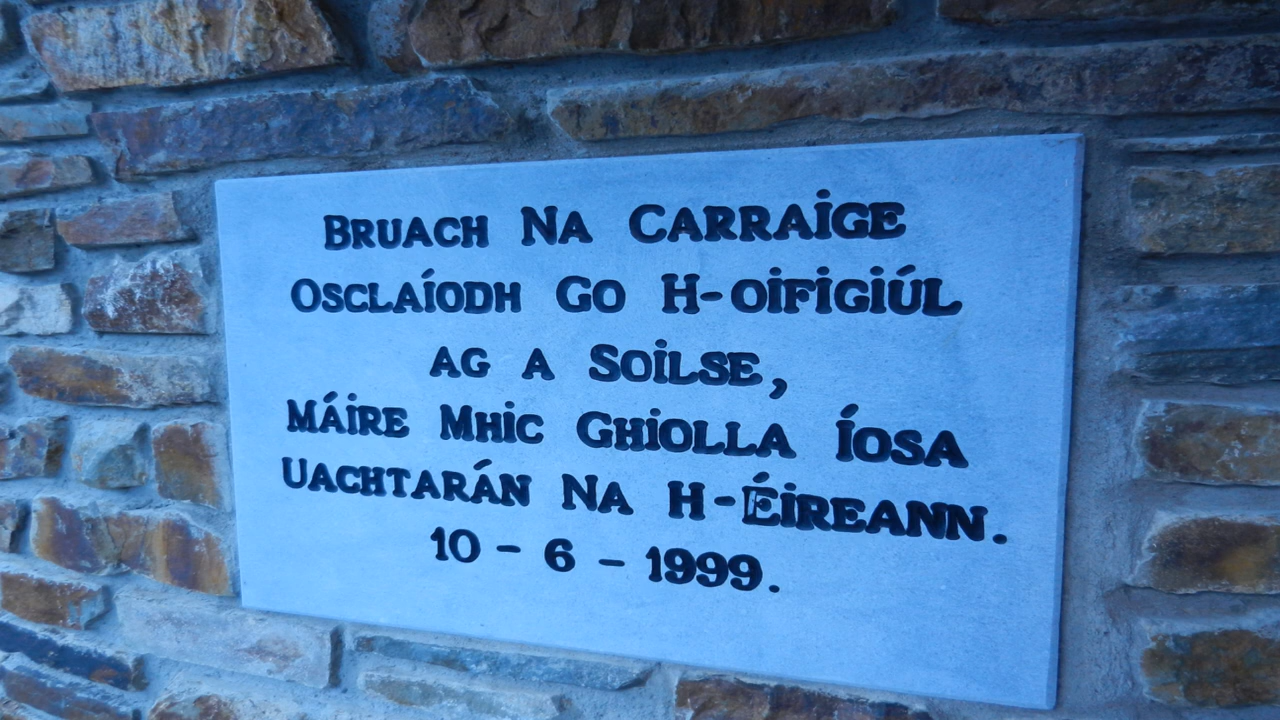 Bruach Na Carraige
Osclaíodh Go H-oifigiúl
ag a Soilse,
Máire Mhic Ghiolla Íosa
Uachtarán Na H-Éireann.
10 - 6 - 1999.